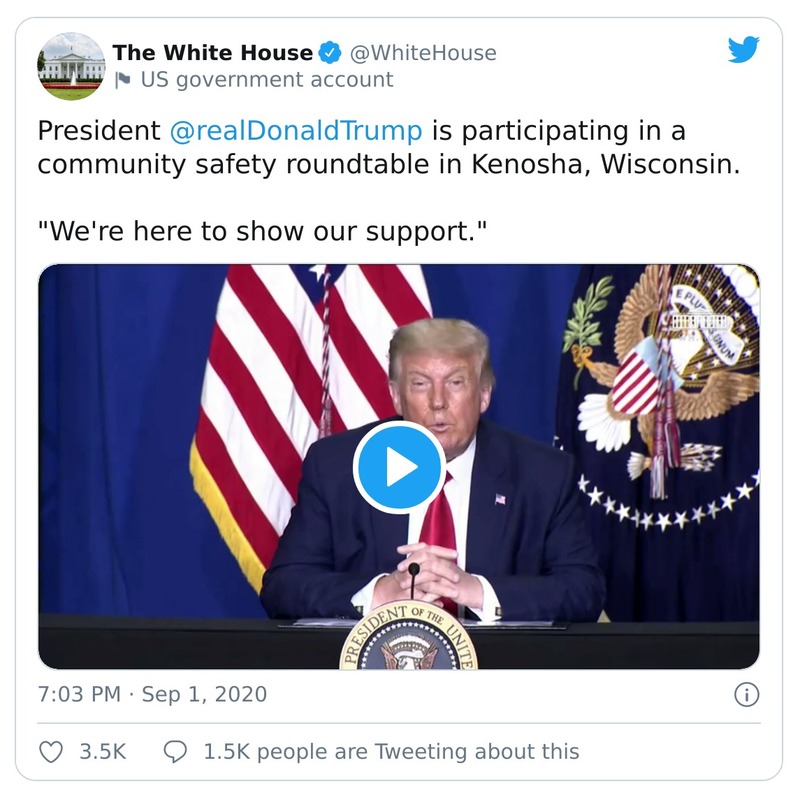 The White House @WhiteHouse
US government account
President @realDonaldTrump is participating in a
community safety roundtable in Kenosha, Wisconsin.
"We're here to show our support."
E PLU
UNUM
PRESIDENT OF THE UNITE
7:03 PM · Sep 1, 2020
3.5K 1.5K people are Tweeting about this